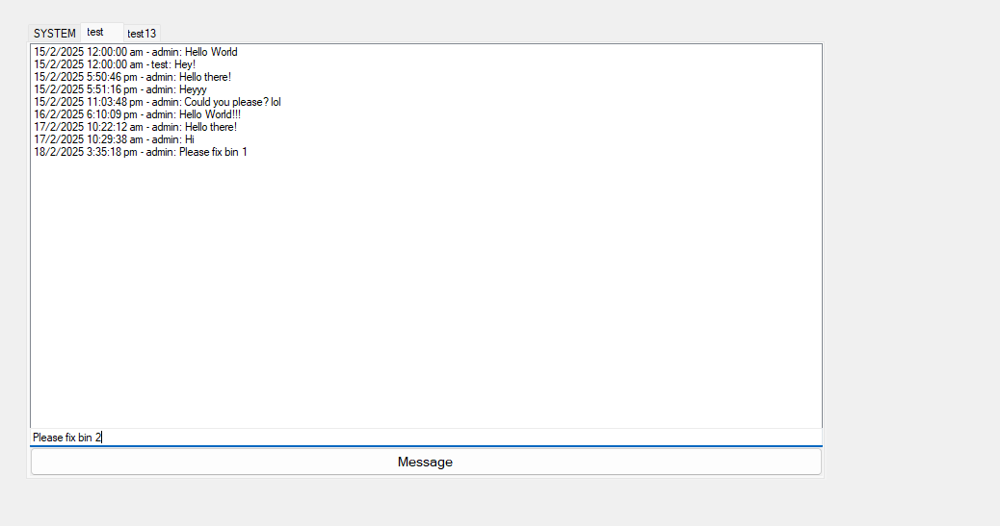 SYSTEM test test13
15/2/2025 12:00:00 am - admin: Hello World
15/2/2025 12:00:00 am - test: Hey!
15/2/2025 5:50:46 pm - admin: Hello there!
15/2/2025 5:51:16 pm - admin: Heyyy
15/2/2025 11:03:48 pm - admin: Could you please? lol
16/2/2025 6:10:09 pm - admin: Hello World!!!
17/2/2025 10:22:12 am - admin: Hello there!
17/2/2025 10:29:38 am - admin: Hi
18/2/2025 3:35:18 pm - admin: Please fix bin 1
Please fix bin 2
Message